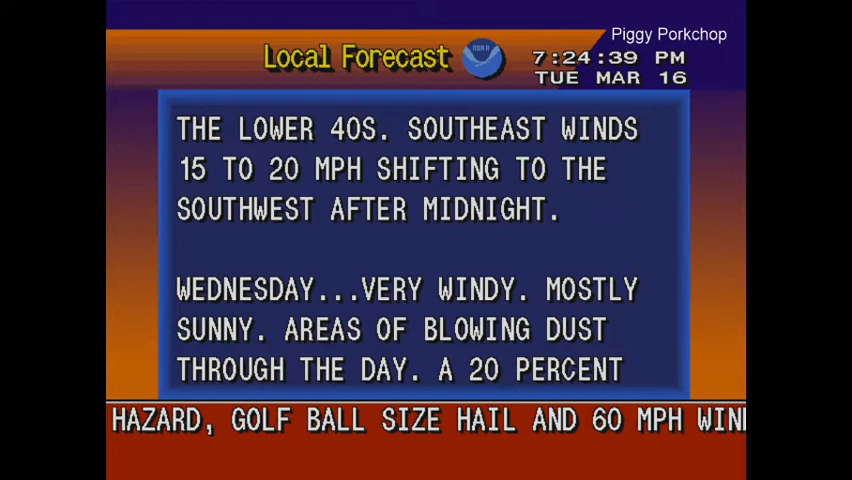 Piggy Porkchop
Local Forecast
NOAA
7:24:39 PM
TUE MAR 16
THE LOWER 40S. SOUTHEAST WINDS
15 TO 20 MPH SHIFTING TO THE
SOUTHWEST AFTER MIDNIGHT.
WEDNESDAY...VERY WINDY. MOSTLY
SUNNY. AREAS OF BLOWING DUST
THROUGH THE DAY. A 20 PERCENT
HAZARD, GOLF BALL SIZE HAIL AND 60 MPH